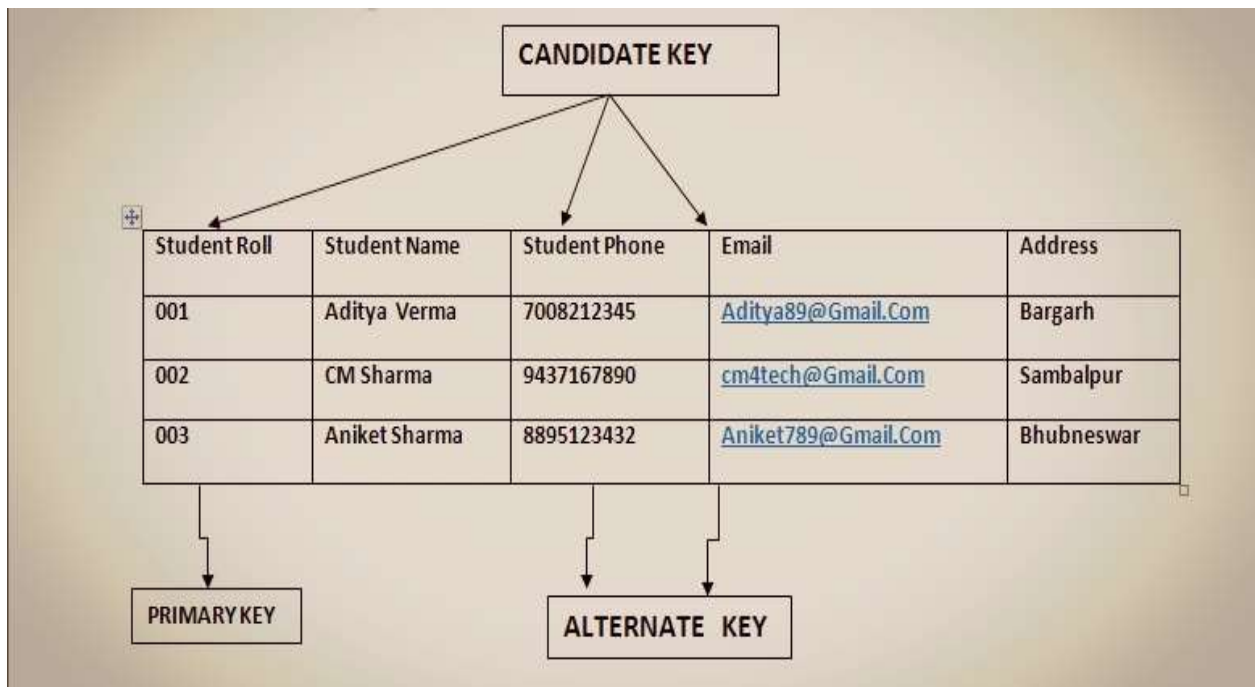 CANDIDATE KEY
Student Roll Student Name Student Phone Email Address
001 Aditya Verma 7008212345 Aditya89@Gmail.Com Bargarh
002 CM Sharma 9437167890 cm4tech@Gmail.Com Sambalpur
003 Aniket Sharma 8895123432 Aniket789@Gmail.Com Bhubneswar
PRIMARY KEY
ALTERNATE KEY